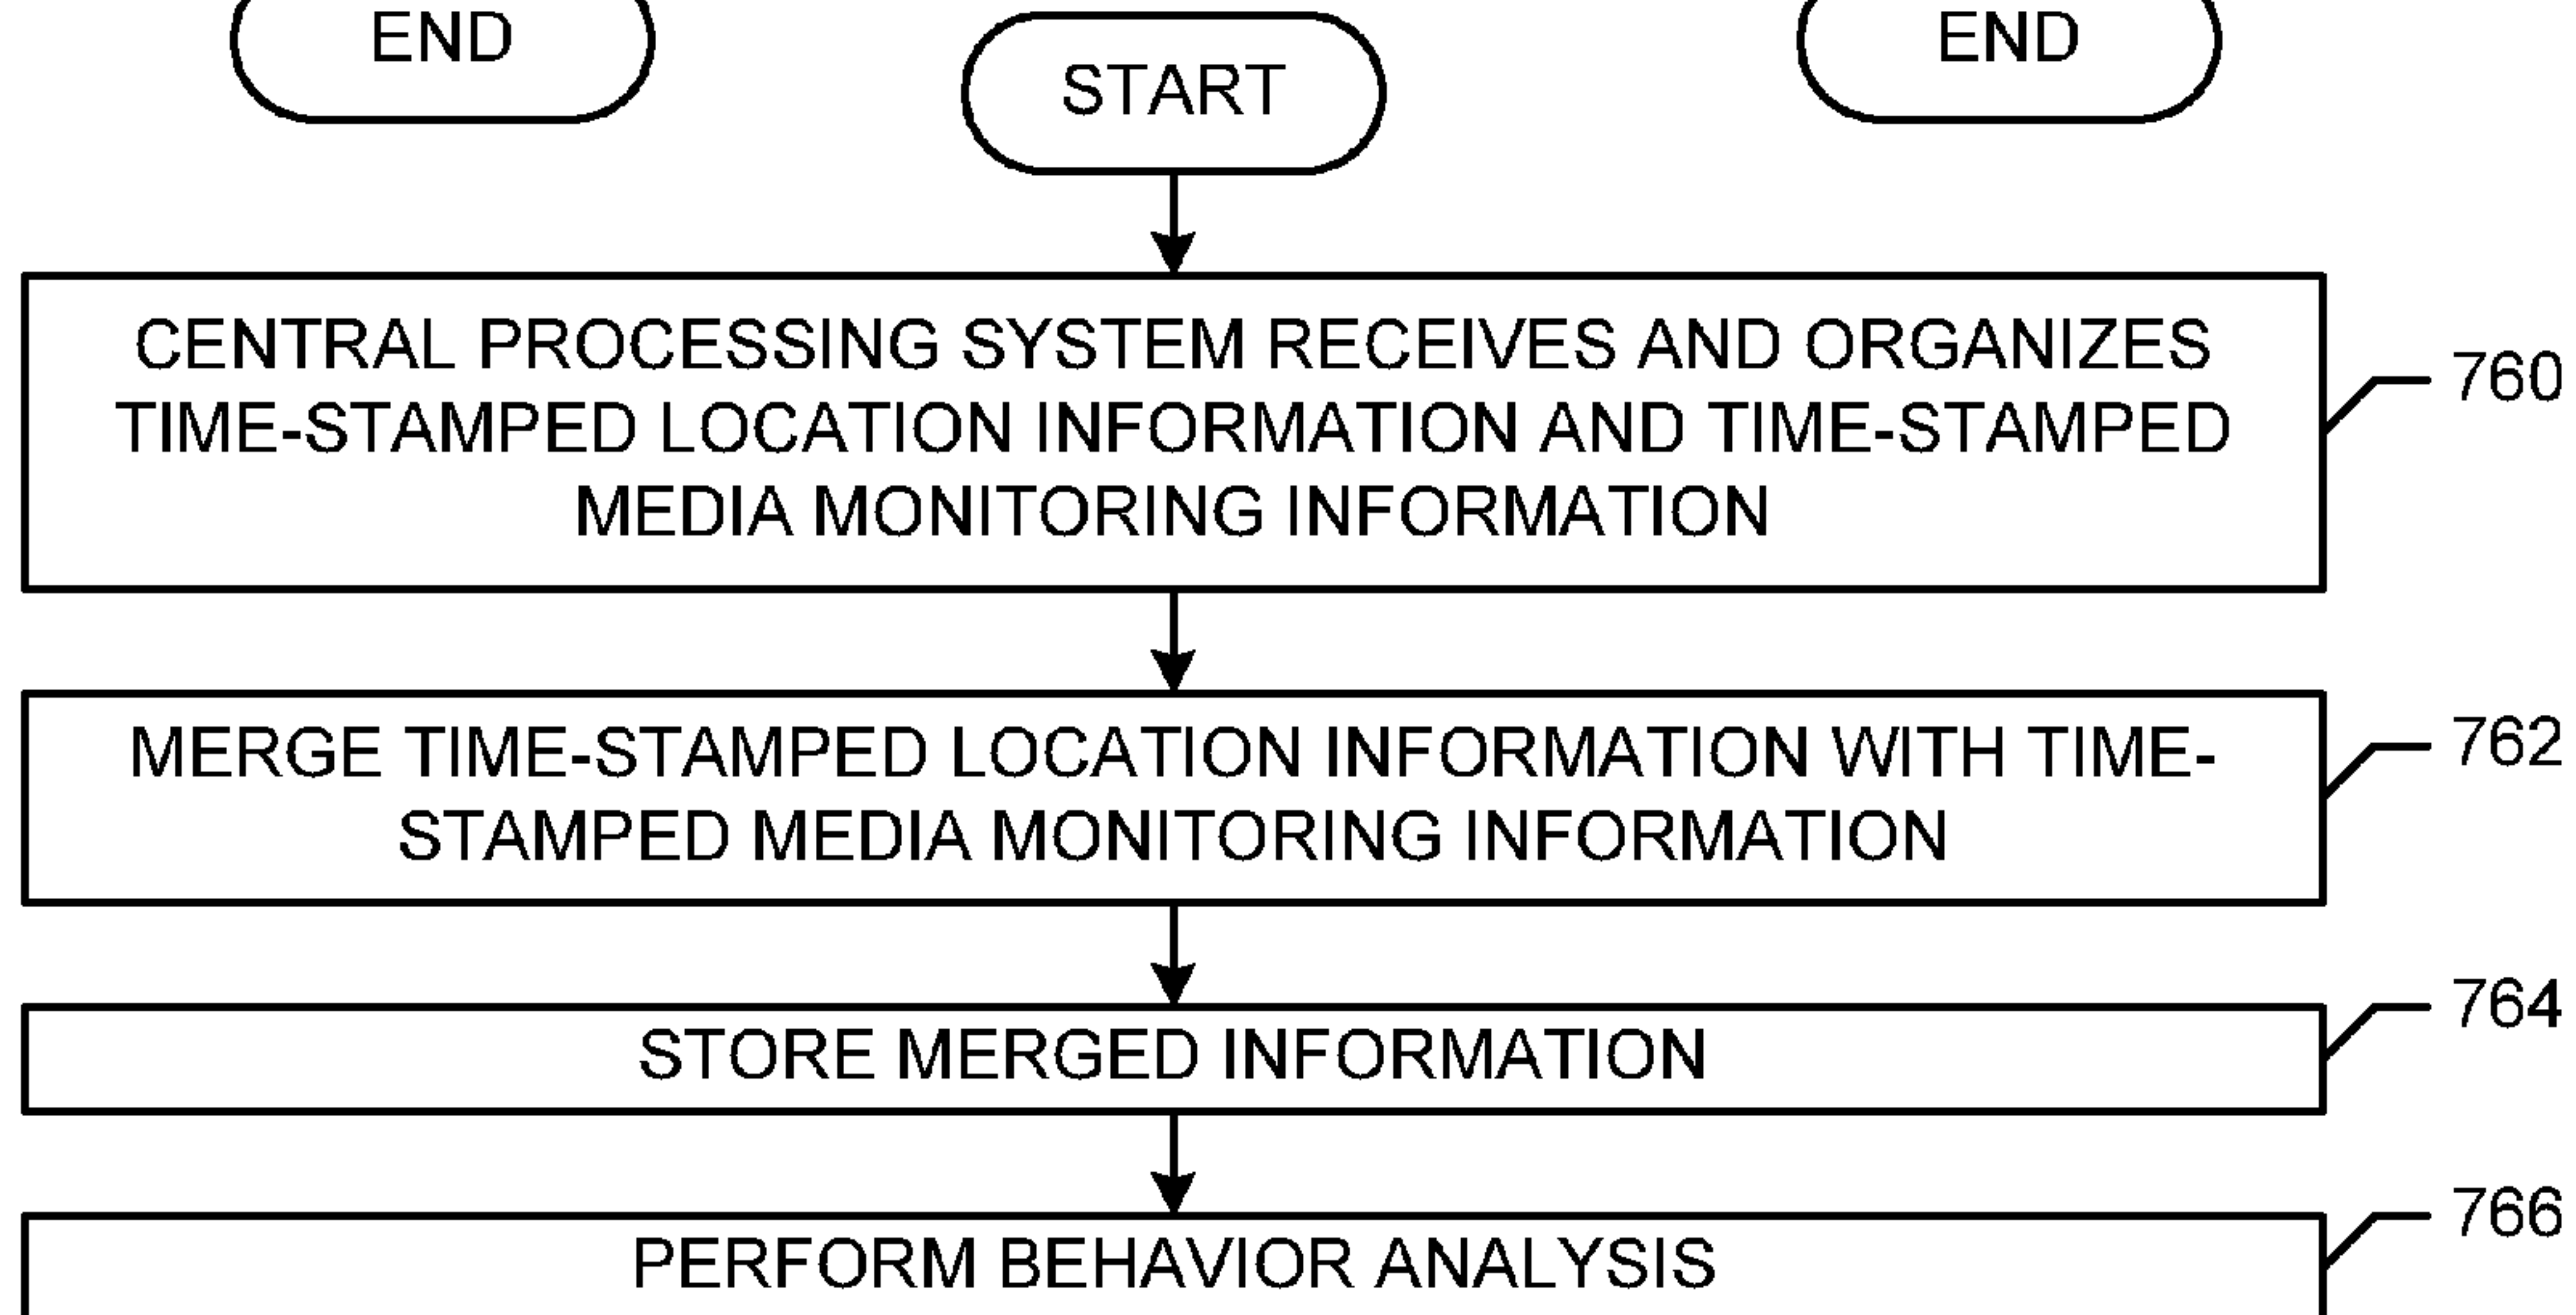 END
START
END
CENTRAL PROCESSING SYSTEM RECEIVES AND ORGANIZES
TIME-STAMPED LOCATION INFORMATION AND TIME-STAMPED
MEDIA MONITORING INFORMATION
760
MERGE TIME-STAMPED LOCATION INFORMATION WITH TIME-
STAMPED MEDIA MONITORING INFORMATION
762
STORE MERGED INFORMATION
764
PERFORM BEHAVIOR ANALYSIS
766